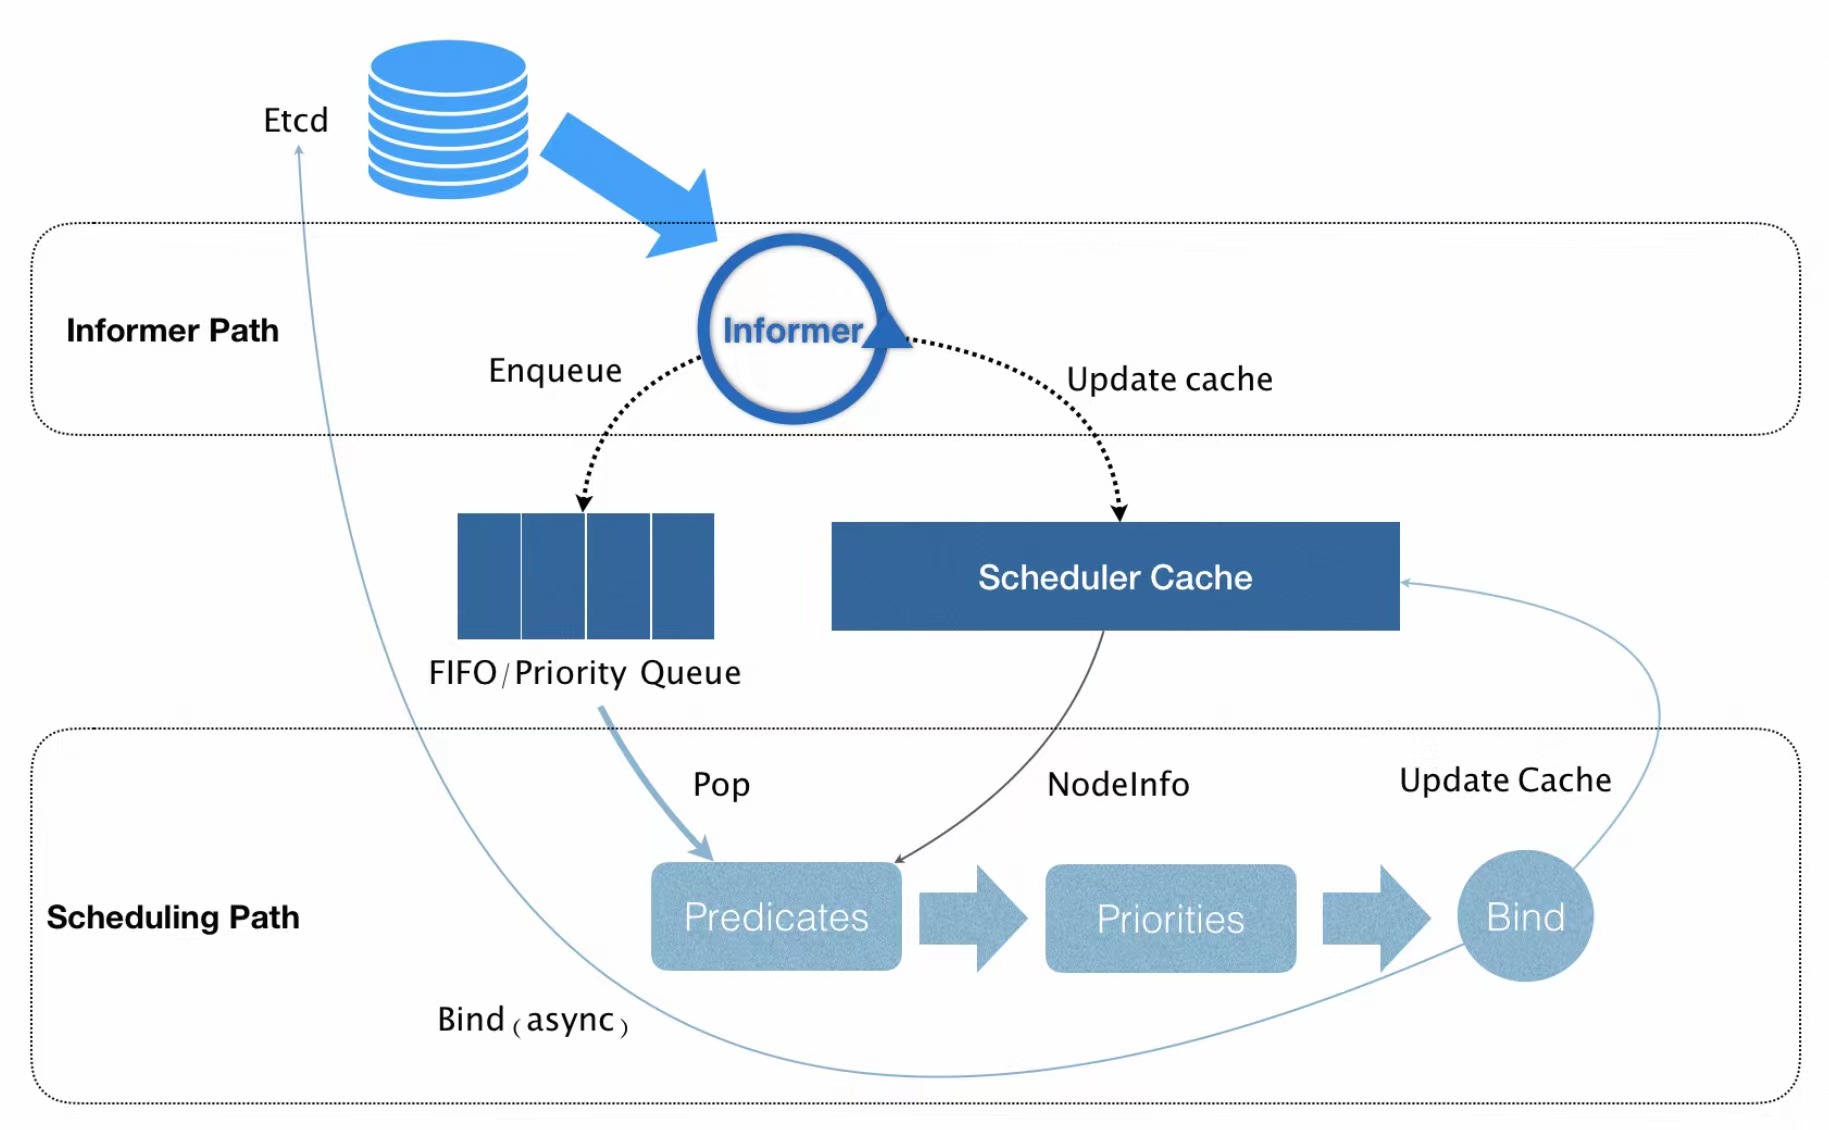 Etcd
Informer Path
Informer
Enqueue
Update cache
Scheduler Cache
FIFO/Priority Queue
Pop
NodeInfo
Update Cache
Scheduling Path
Predicates
Priorities
Bind
Bind (async)